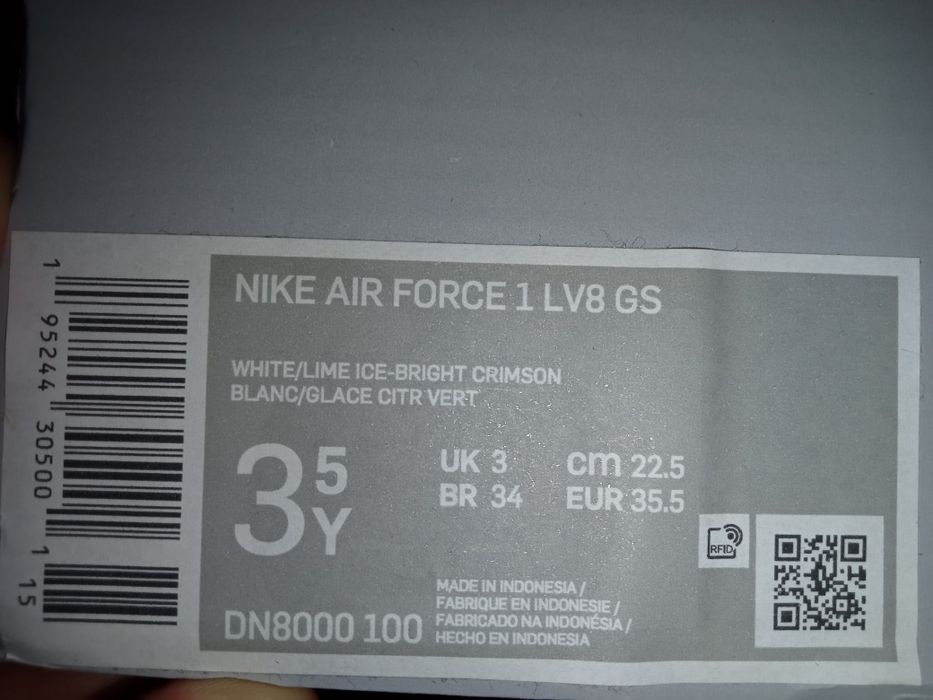 NIKE AIR FORCE 1 LV8 GS
WHITE/LIME ICE-BRIGHT CRIMSON
BLANC/GLACE CITR VERT
3 5 Y
UK 3 cm 22.5
BR 34 EUR 35.5
RFID
MADE IN INDONESIA /
FABRIQUE EN INDONESIE /
FABRICADO NA INDONÉSIA /
HECHO EN INDONESIA
DN8000 100
1 95244 30500 1 15